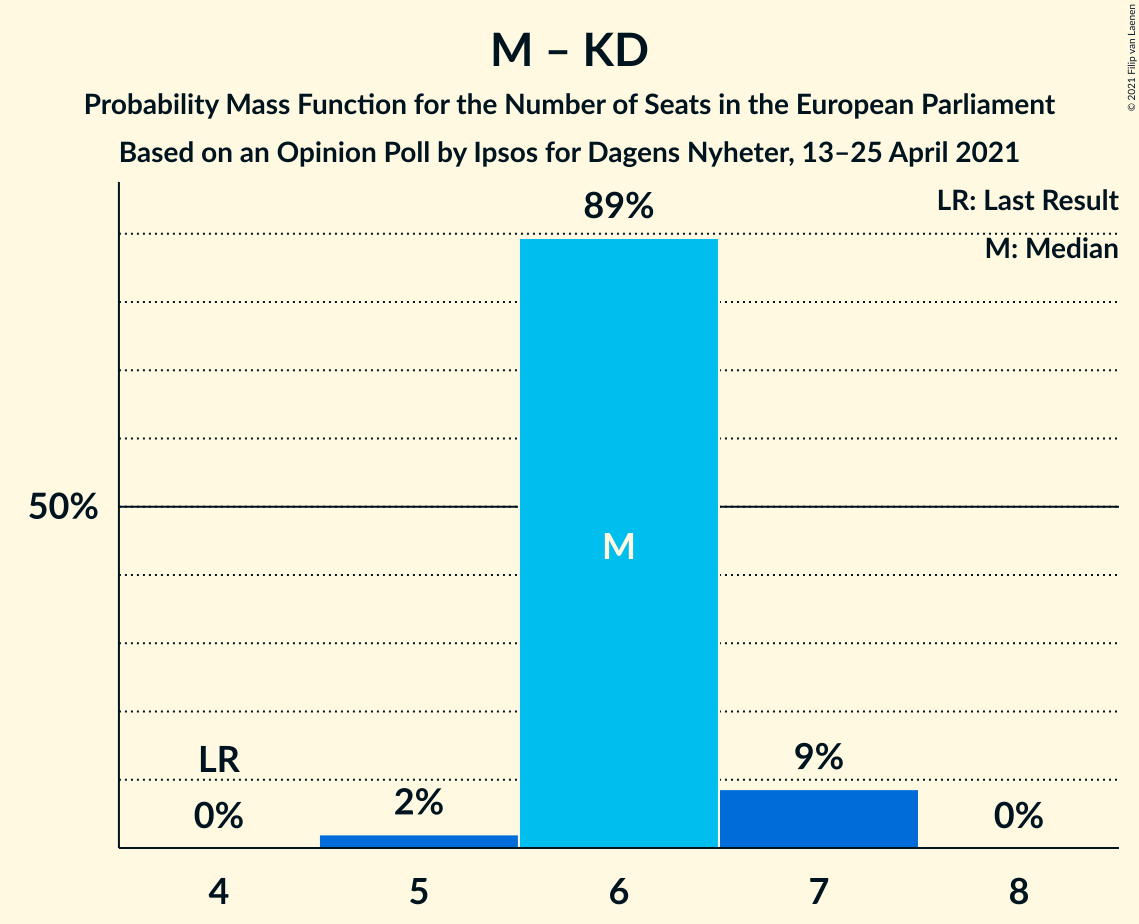 M – KD
Probability Mass Function for the Number of Seats in the European Parliament
Based on an Opinion Poll by Ipsos for Dagens Nyheter, 13–25 April 2021
© 2021 Filip van Laenen
LR: Last Result
M: Median
89%
50%
M
LR
0%
2%
9%
0%
4 5 6 7 8